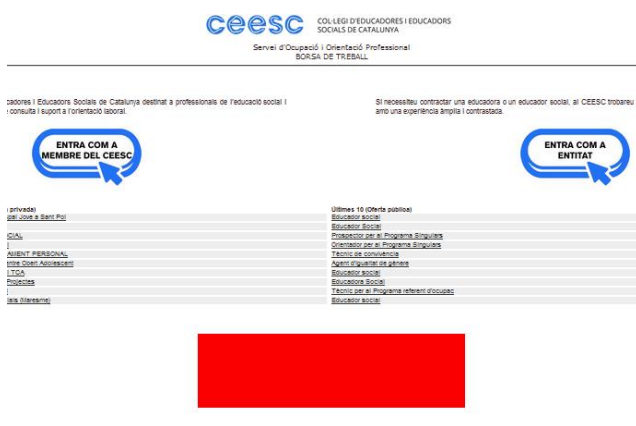 ceesc
COL·LEGI D'EDUCADORES I EDUCADORS
SOCIALS DE CATALUNYA
Servei d'Ocupació i Orientació Professional
BORSA DE TREBALL
cadores i Educadors Socials de Catalunya destinat a professionals de l'educació social i
consulta i suport a l'orientació laboral.
ENTRA COM A
MEMBRE DEL CEESC
Si necessiteu contractar una educadora o un educador social, al CEESC trobareu
amb una experiència àmplia i contrastada.
ENTRA COM A
ENTITAT
privada)
pal Jove a Sant Pol
CIAL
AMENT PERSONAL
entre Obert Adolescent
I TCA
Projectes
ials (Maresme)
Últimes 10 (Oferta pública)
Educador social
Educador Social
Prospector per al Programa Singulars
Orientador per al Programa Singulars
Tècnic de convivència
Agent d'igualtat de gènere
Educador social
Educadora Social
Tècnic per al Programa referent d'ocupac
Educador social